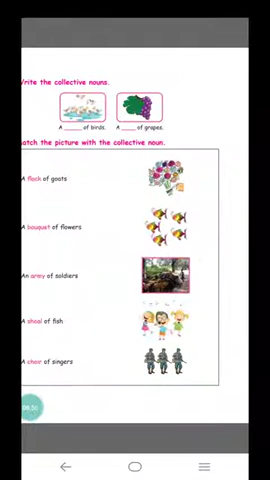 Write the collective nouns.
A _____ of birds. A ____ of grapes.
match the picture with the collective noun.
A flock of goats
A bouquet of flowers
An army of soldiers
A shoal of fish
A choir of singers